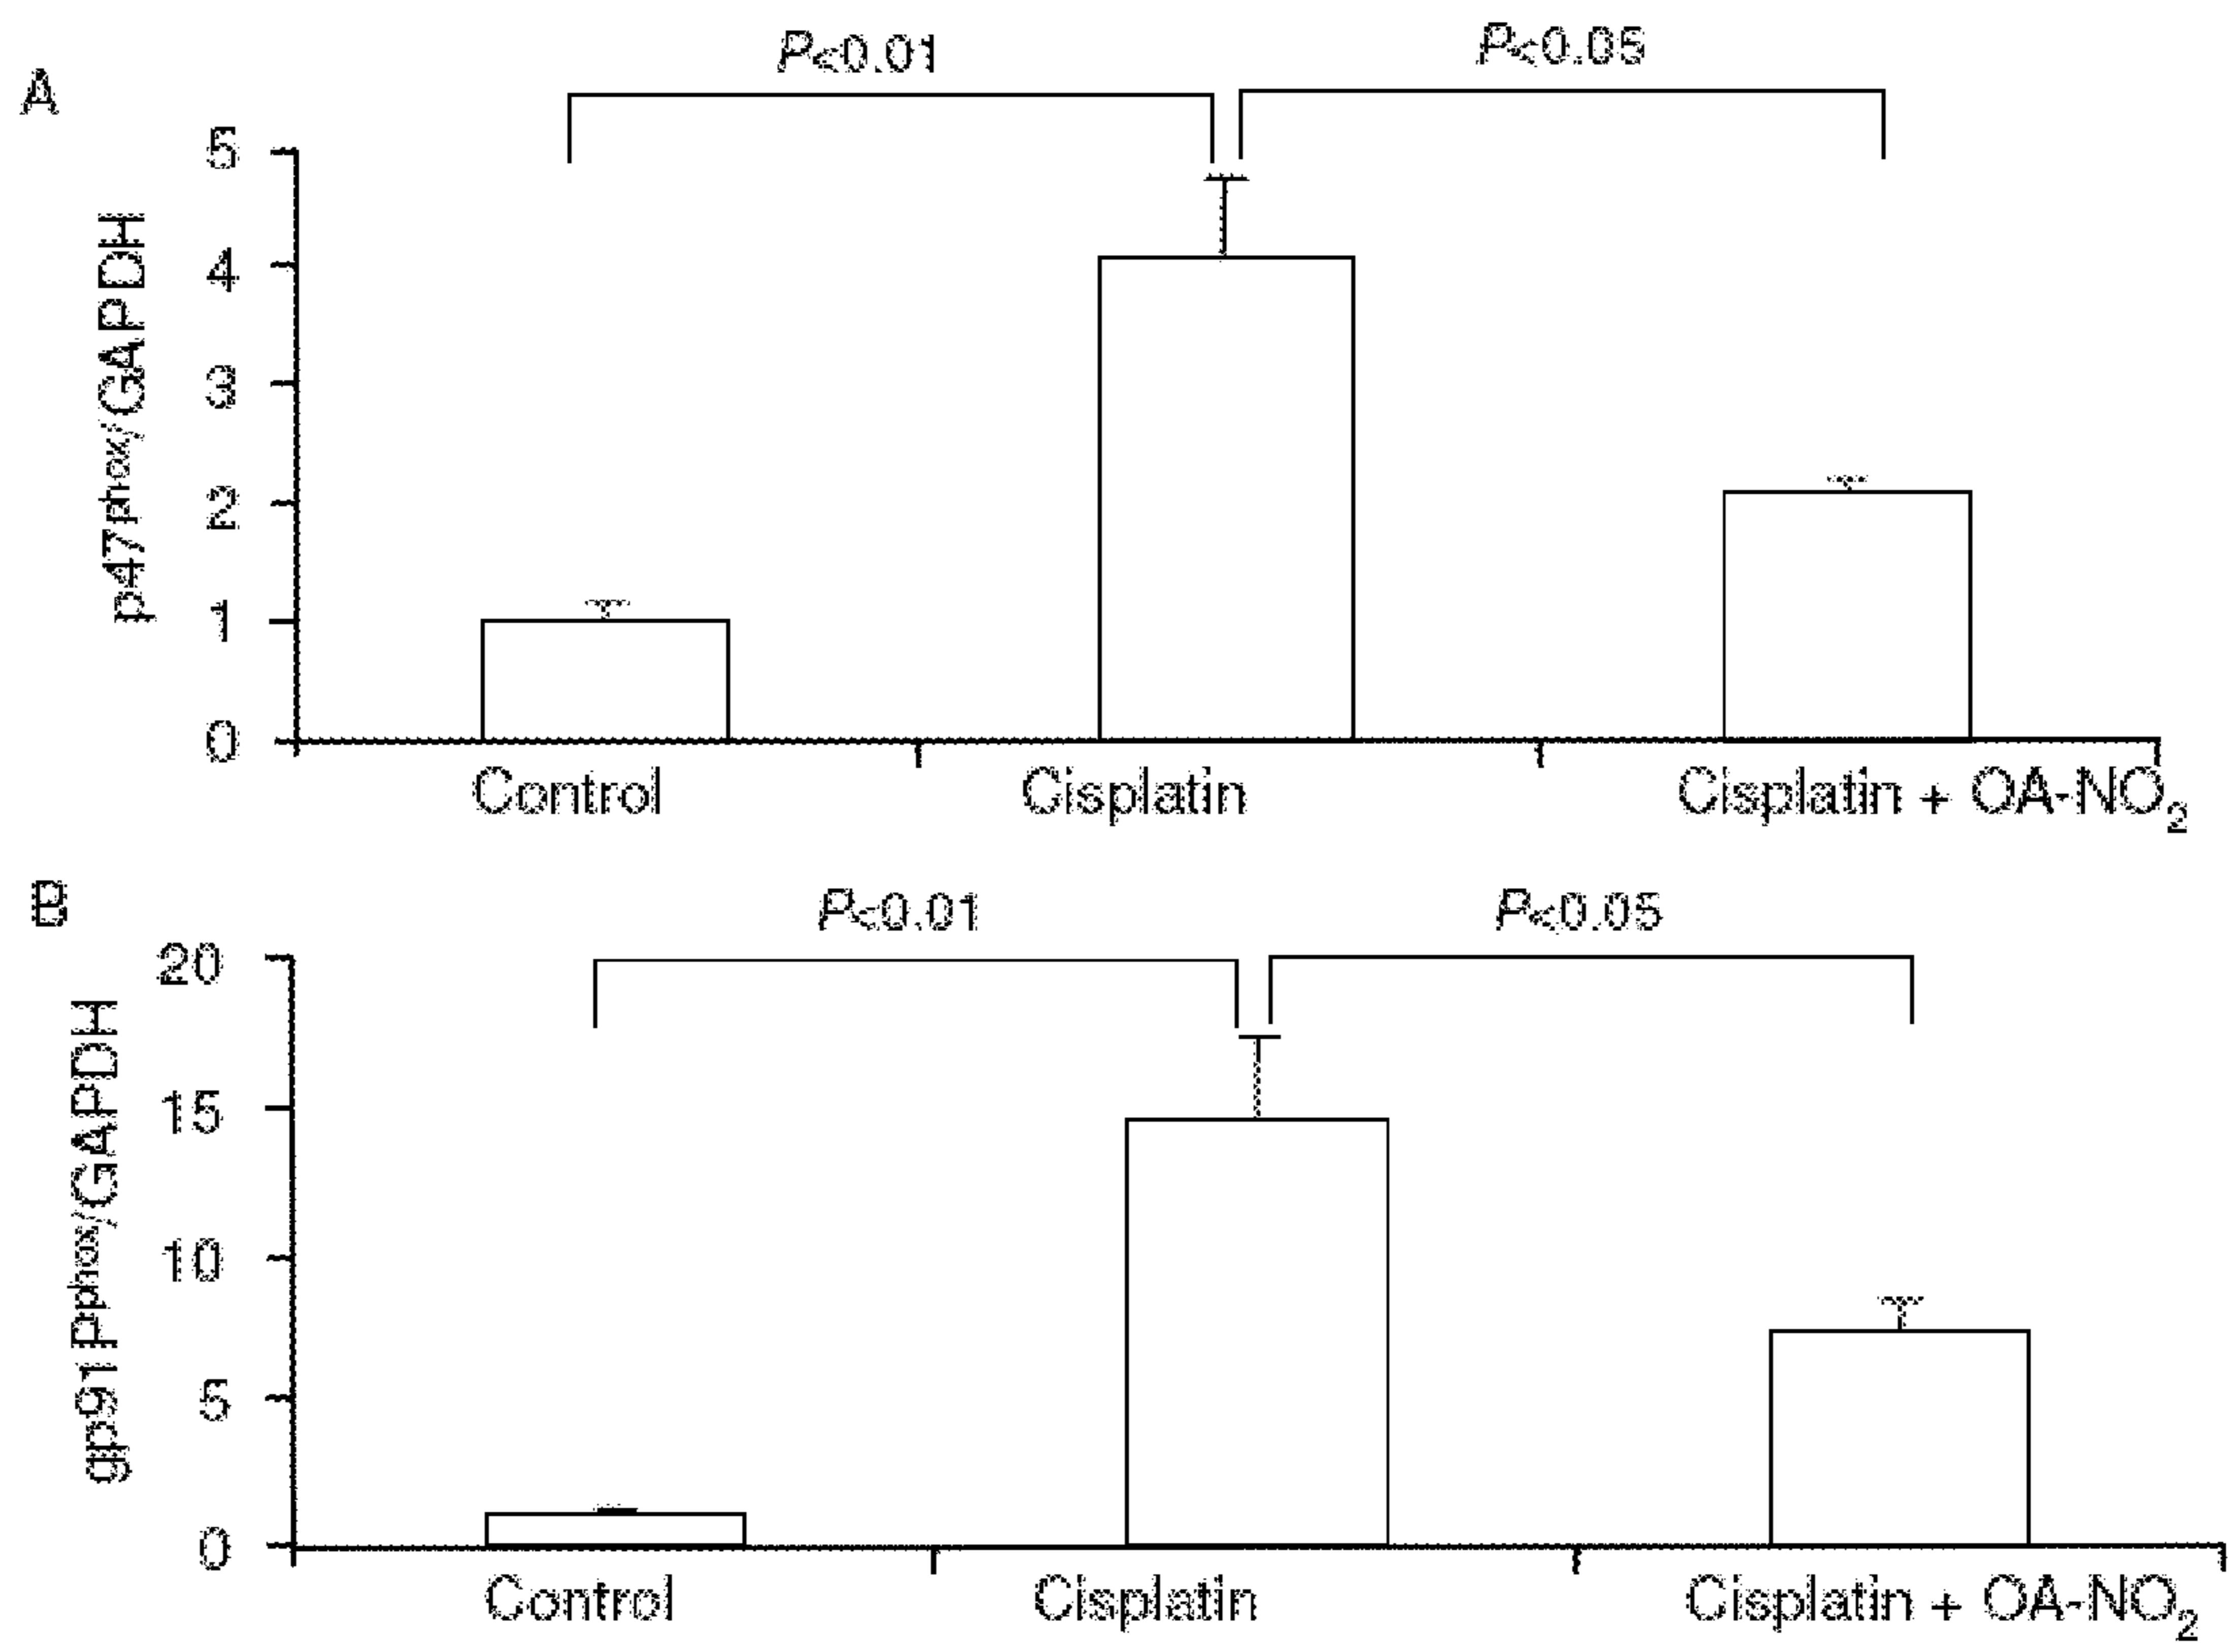 A
P<0.01
P<0.05
p47phox/GAPDH
5
4
3
2
1
0
Control
Cisplatin
Cisplatin + OA-NO2
B
P<0.01
P<0.05
gp91Pphox/GAPDH
20
15
10
5
0
Control
Cisplatin
Cisplatin + OA-NO2